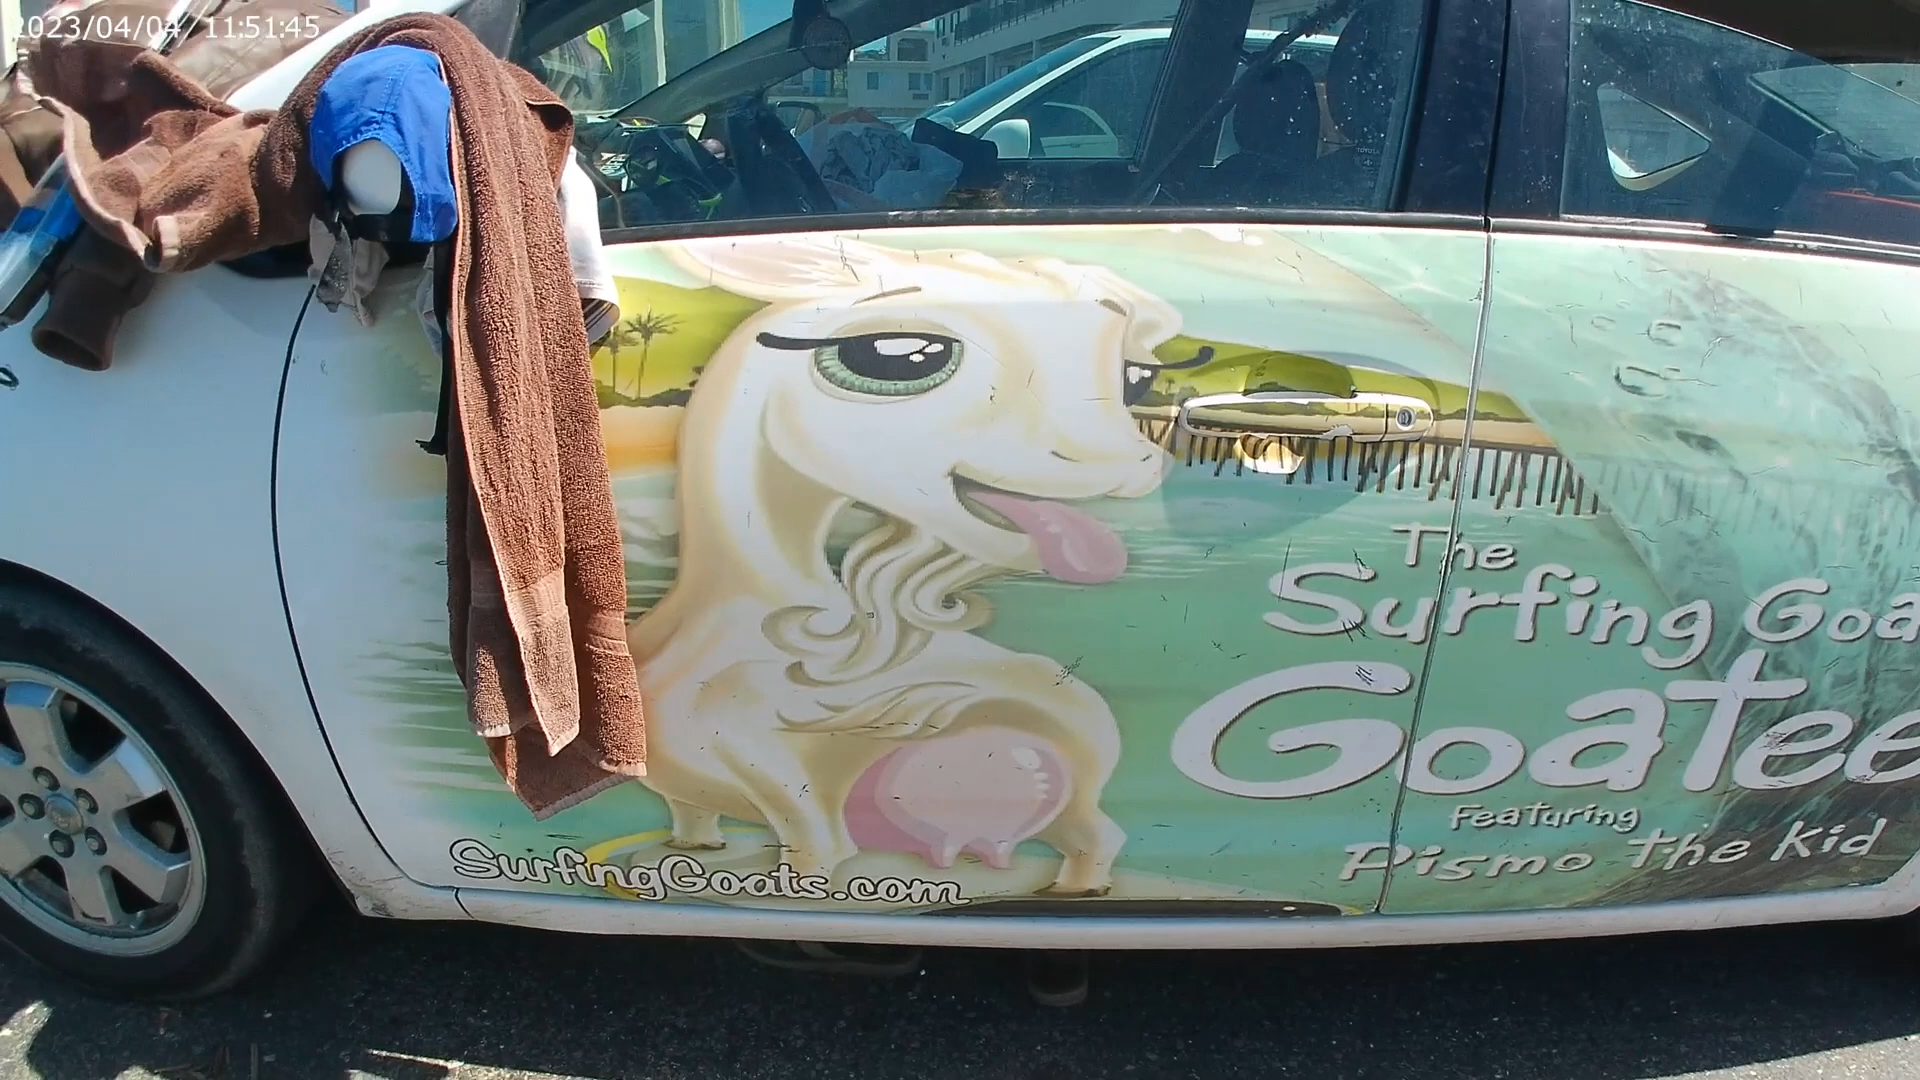 2023/04/04 11:51:45
The
Surfing Goa
Goatee
Featuring
Pismo the Kid
SurfingGoats.com